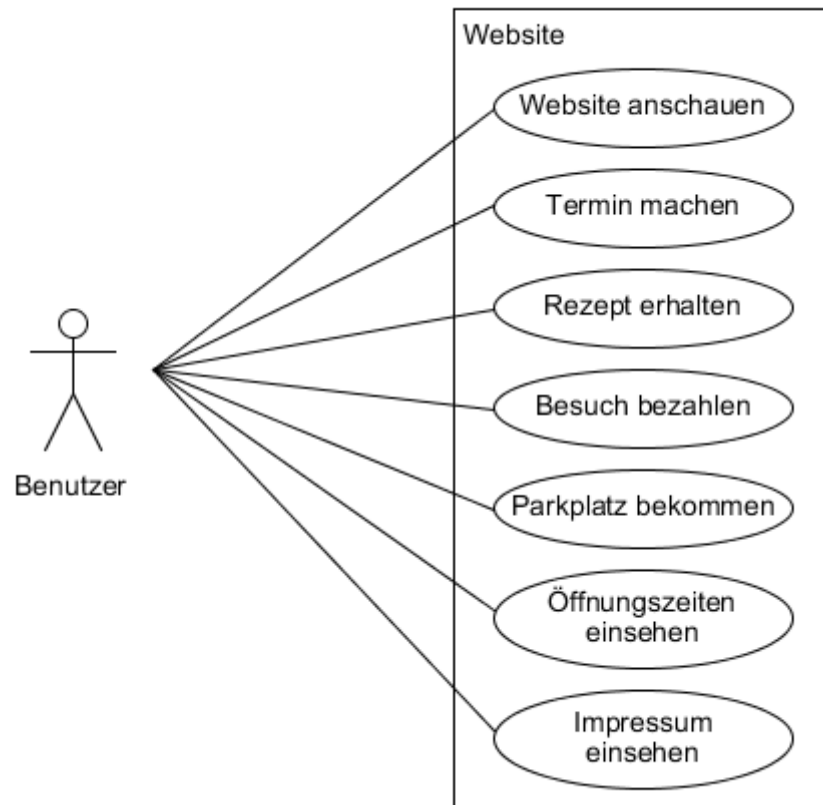 Website
Website anschauen
Termin machen
Rezept erhalten
Besuch bezahlen
Benutzer
Parkplatz bekommen
Öffnungszeiten
einsehen
Impressum
einsehen